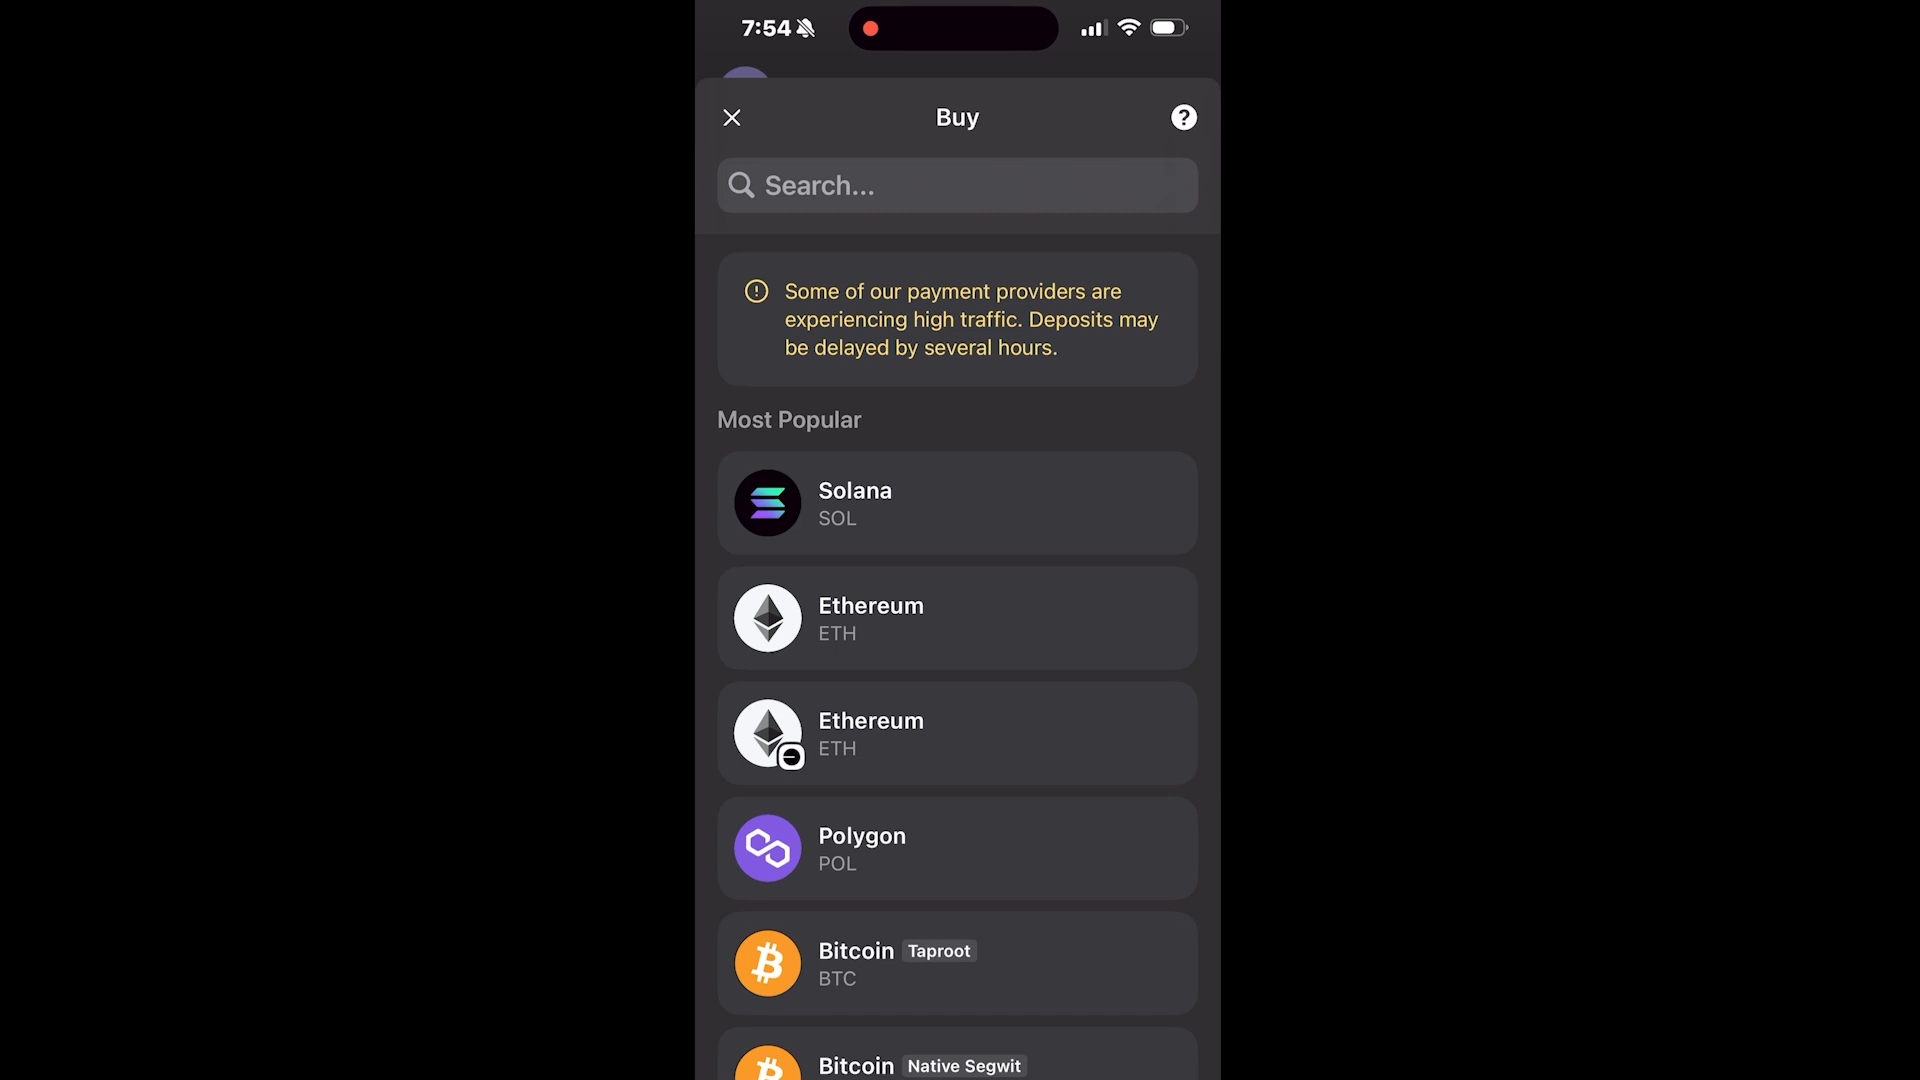 7:54
Buy
Search...
Some of our payment providers are
experiencing high traffic. Deposits may
be delayed by several hours.
Most Popular
Solana
SOL
Ethereum
ETH
Ethereum
ETH
Polygon
POL
Bitcoin Taproot
BTC
Bitcoin Native Segwit